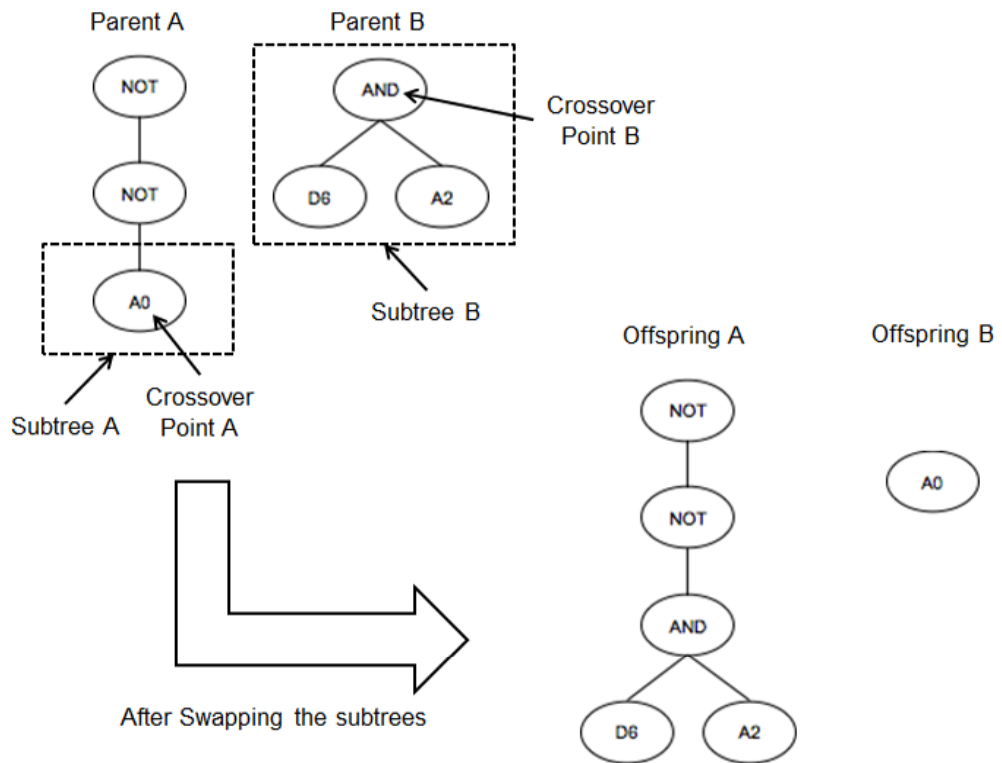 Parent A
Parent B
NOT
AND
Crossover
Point B
NOT
D6
A2
A0
Subtree B
Subtree A
Crossover
Point A
Offspring A
Offspring B
NOT
A0
NOT
AND
After Swapping the subtrees
D6
A2